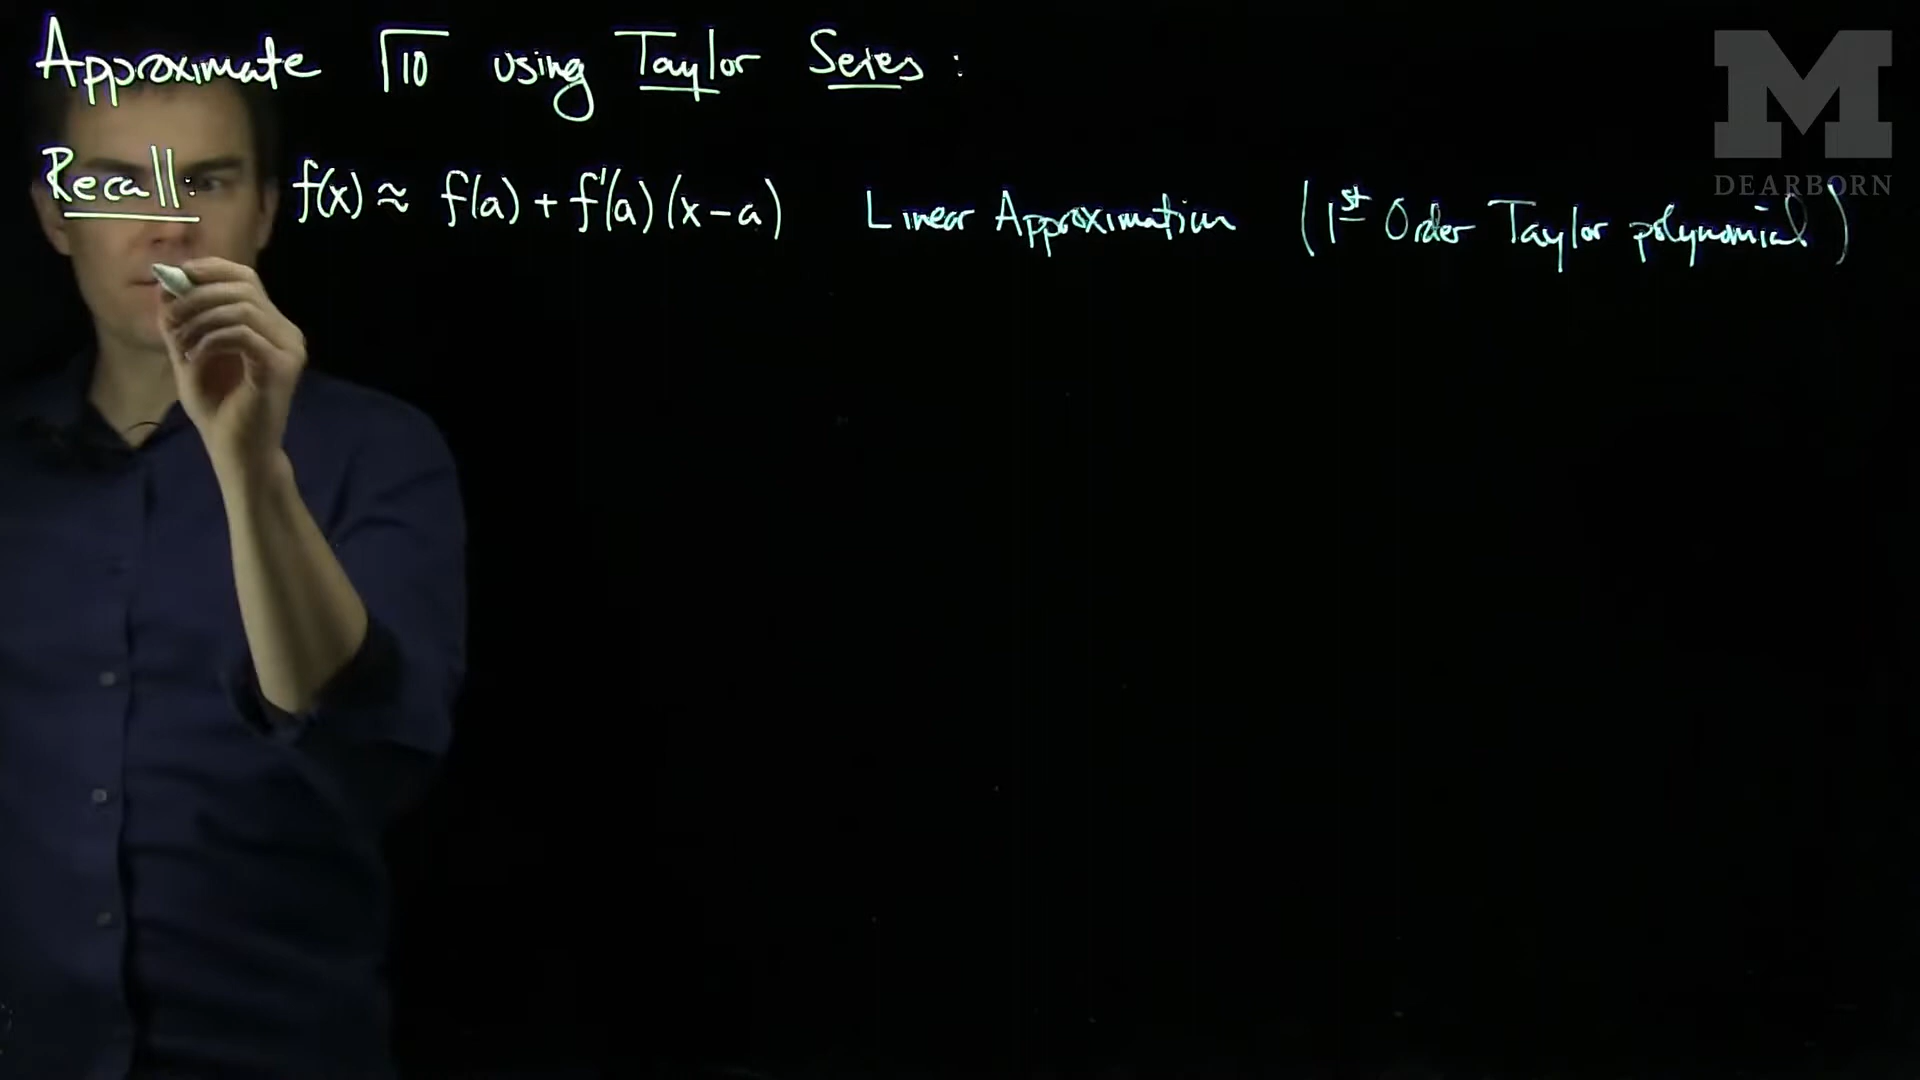 Approximate √10 using Taylor Series :
Recall: f(x) ≈ f(a) + f'(a) (x-a) Linear Approximation (1st Order Taylor polynomial)
M
DEARBORN